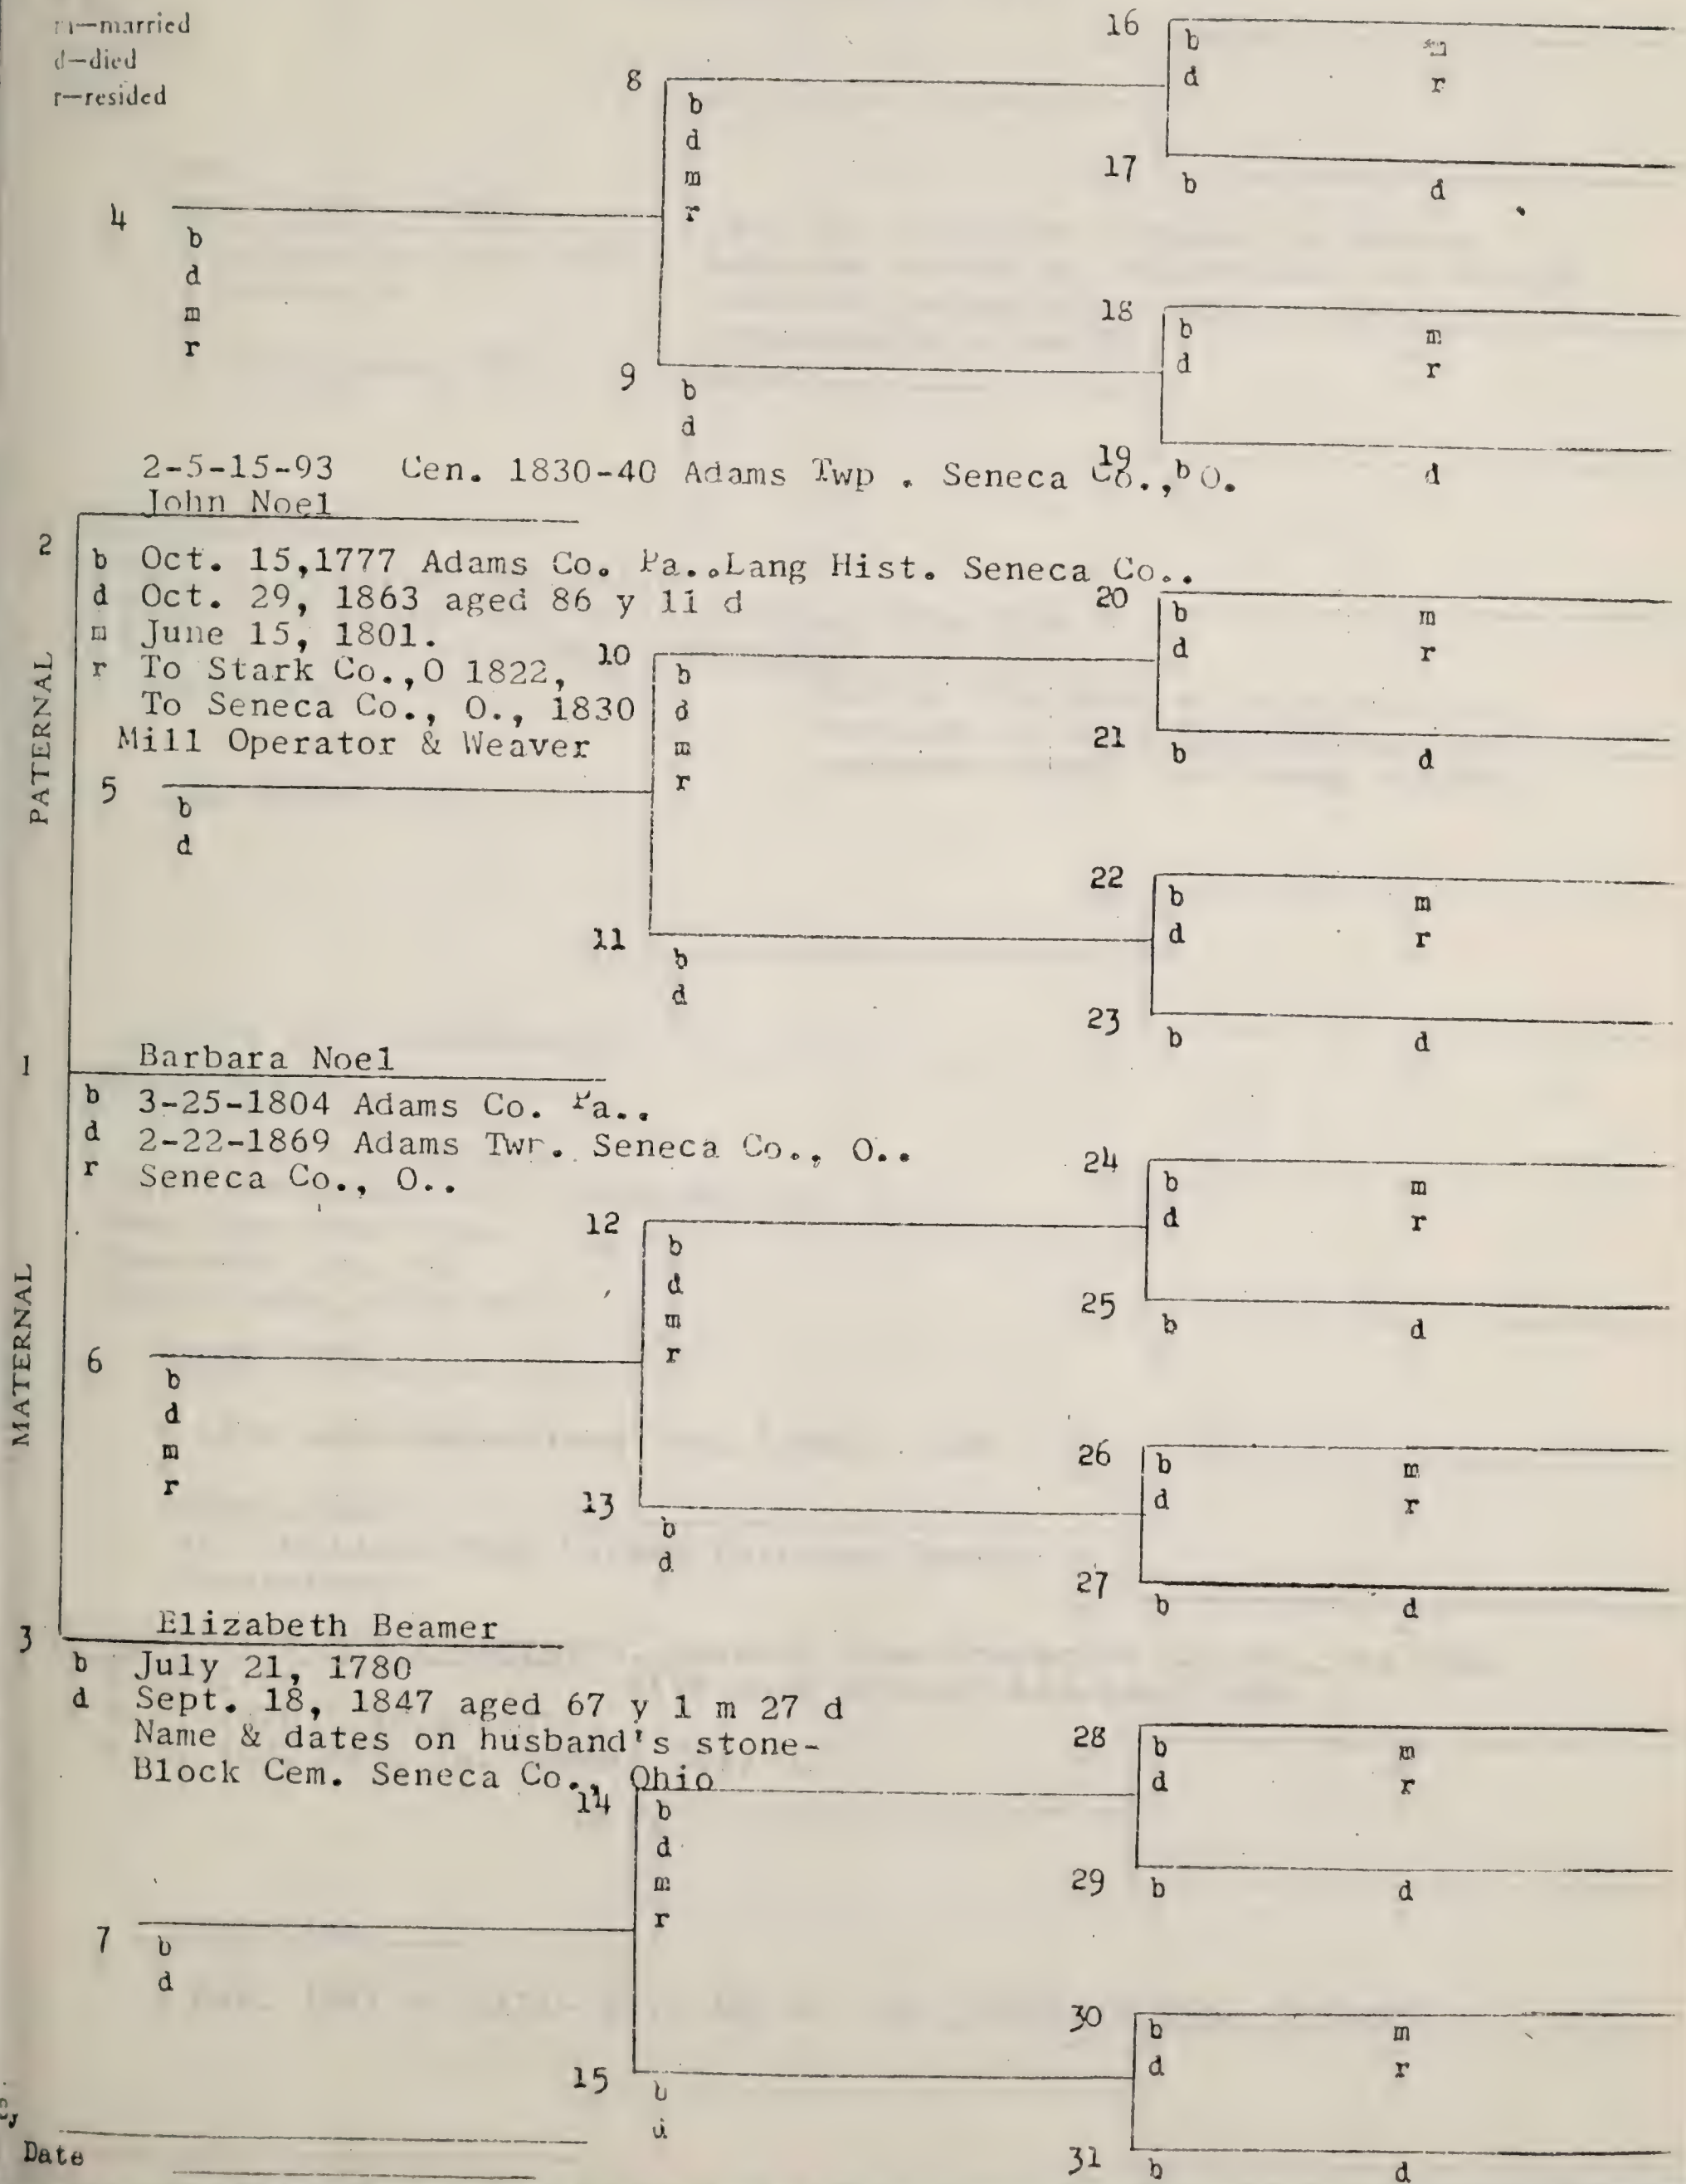 m—married
d—died
r—resided
16
b m
d r
8
b
d
m
r
17
b d
4
b
d
m
r
18
b m
d r
9
b
d
19
b d
2-5-15-93 Cen. 1830-40 Adams Twp . Seneca Co., O.
John Noel
2
b Oct. 15,1777 Adams Co. Pa..Lang Hist. Seneca Co..
d Oct. 29, 1863 aged 86 y 11 d
m June 15, 1801.
r To Stark Co.,O 1822,
To Seneca Co., O., 1830
Mill Operator & Weaver
PATERNAL
20
b m
d r
10
b
d
m
r
21
b d
5
b
d
22
b m
d r
11
b
d
23
b d
1
Barbara Noel
b 3-25-1804 Adams Co. Pa..
d 2-22-1869 Adams Twp. Seneca Co., O..
r Seneca Co., O..
24
b m
d r
12
b
d
m
r
25
b d
MATERNAL
6
b
d
m
r
26
b m
d r
13
b
d
27
b d
3
Elizabeth Beamer
b July 21, 1780
d Sept. 18, 1847 aged 67 y 1 m 27 d
Name & dates on husband's stone-
Block Cem. Seneca Co., Ohio
28
b m
d r
14
b
d
m
r
29
b d
7
b
d
30
b m
d r
15
b
d
31
b d
Date